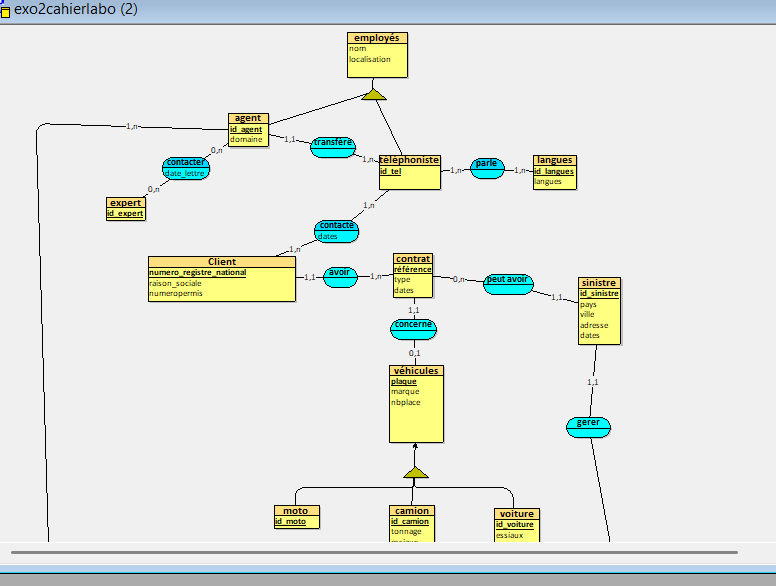 exo2cahierlabo (2)
employés
nom
localisation
agent
id_agent
domaine
1,n
1,1
transfère
1,n
téléphoniste
id_tel
1,n
parle
1,n
langues
id_langues
langues
0,n
contacter
date_lettre
0,n
expert
id_expert
1,n
contacte
dates
1,n
Client
numero_registre_national
raison_sociale
numeropermis
1,1
avoir
1,n
contrat
référence
type
dates
0,n
peut avoir
1,1
sinistre
id_sinistre
pays
ville
adresse
dates
1,1
concerne
0,1
véhicules
plaque
marque
nbplace
1,1
gerer
moto
id_moto
camion
id_camion
tonnage
voiture
id_voiture
essiaux